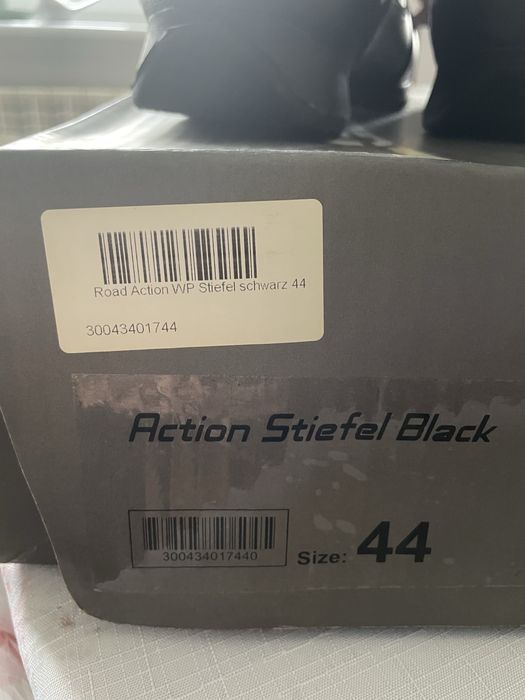 Road Action WP Stiefel schwarz 44
30043401744
Action Stiefel Black
300434017440
Size: 44